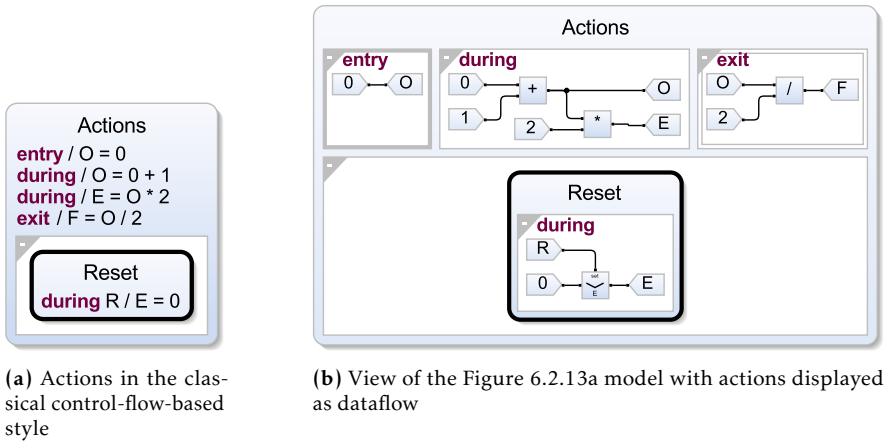 Actions
entry / O = 0
during / O = 0 + 1
during / E = O * 2
exit / F = O / 2
Reset
during R / E = 0
(a) Actions in the clas-
sical control-flow-based
style
Actions
entry
0 O
during
0 + O
1 2 * E
exit
O / F
2
Reset
during
R
set
0 E
E
(b) View of the Figure 6.2.13a model with actions displayed
as dataflow